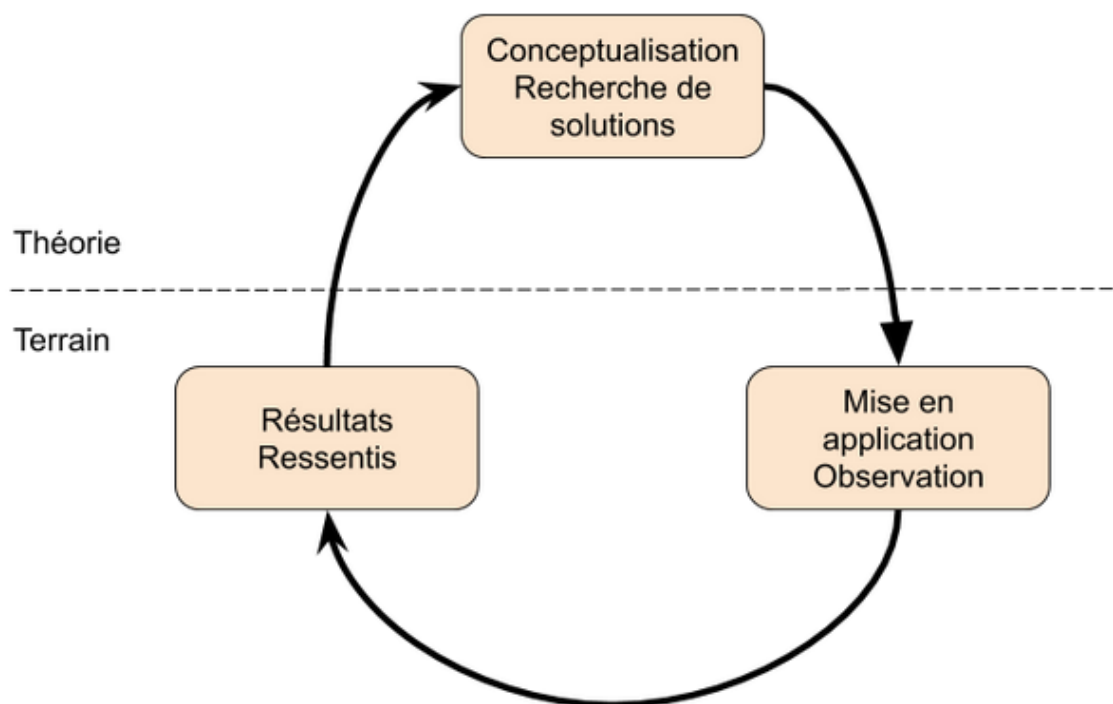 Conceptualisation
Recherche de
solutions
Théorie
Terrain
Résultats
Ressentis
Mise en
application
Observation